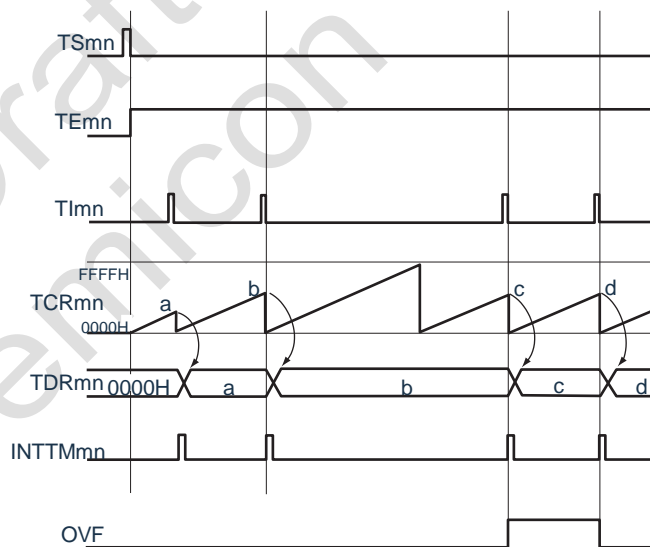 TSmn
TEmn
TImn
FFFFH
TCRmn
0000H
a
b
c
d
TDRmn
0000H
a
b
c
d
INTTMmn
OVF